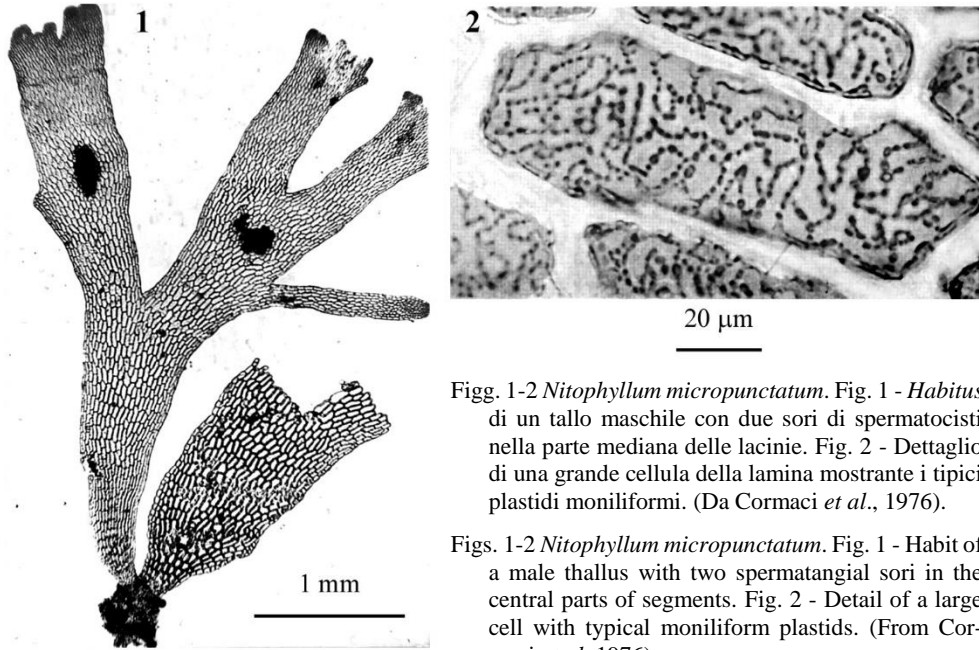 1
2
20 µm
1 mm
Figg. 1-2 Nitophyllum micropunctatum. Fig. 1 - Habitus
di un tallo maschile con due sori di spermatocisti
nella parte mediana delle lacinie. Fig. 2 - Dettaglio
di una grande cellula della lamina mostrante i tipici
plastidi moniliformi. (Da Cormaci et al., 1976).
Figs. 1-2 Nitophyllum micropunctatum. Fig. 1 - Habit of
a male thallus with two spermatangial sori in the
central parts of segments. Fig. 2 - Detail of a large
cell with typical moniliform plastids. (From Cor-